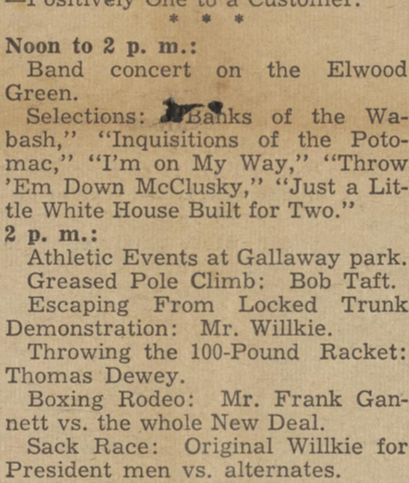 —Positively One to a Customer.
* * *
Noon to 2 p. m.:
Band concert on the Elwood
Green.
Selections: Banks of the Wa-
bash,” “Inquisitions of the Poto-
mac,” “I’m on My Way,” “Throw
’Em Down McClusky,” “Just a Lit-
tle White House Built for Two.”
2 p. m.:
Athletic Events at Gallaway park.
Greased Pole Climb: Bob Taft.
Escaping From Locked Trunk
Demonstration: Mr. Willkie.
Throwing the 100-Pound Racket:
Thomas Dewey.
Boxing Rodeo: Mr. Frank Gan-
nett vs. the whole New Deal.
Sack Race: Original Willkie for
President men vs. alternates.